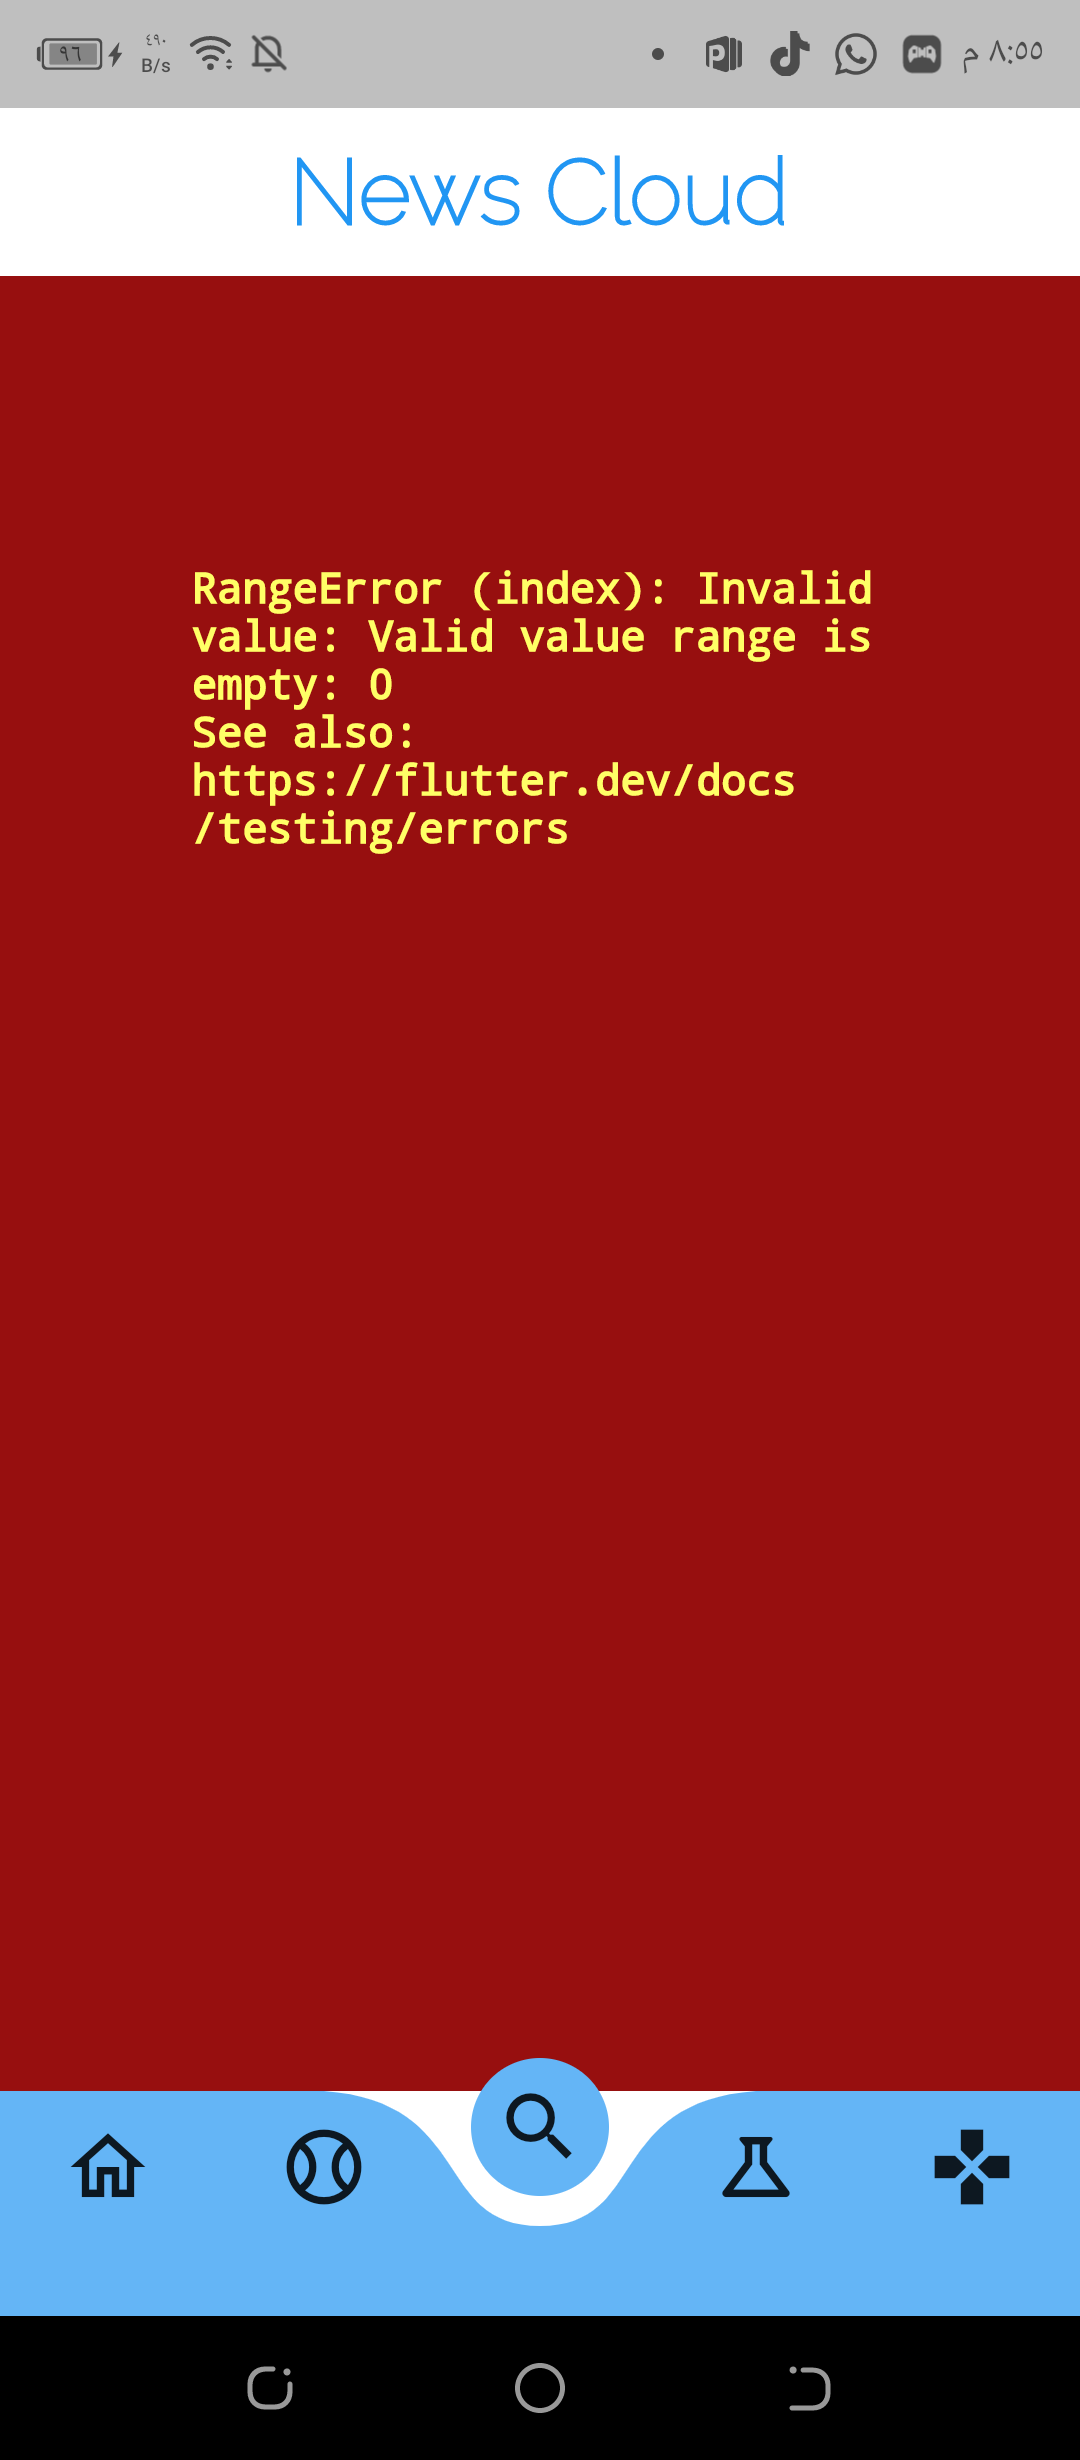 ٩٦
٤٩٠
B/s
٨:٥٥ م
News Cloud
RangeError (index): Invalid
value: Valid value range is
empty: 0
See also:
https://flutter.dev/docs
/testing/errors